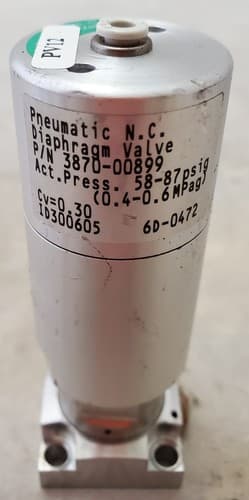 PV12
Pneumatic N.C.
Diaphragm Valve
P/N 3870-00899
Act.Press. 58-87psig
(0.4-0.6MPag)
Cv=0.30
ID300605 6D-0472